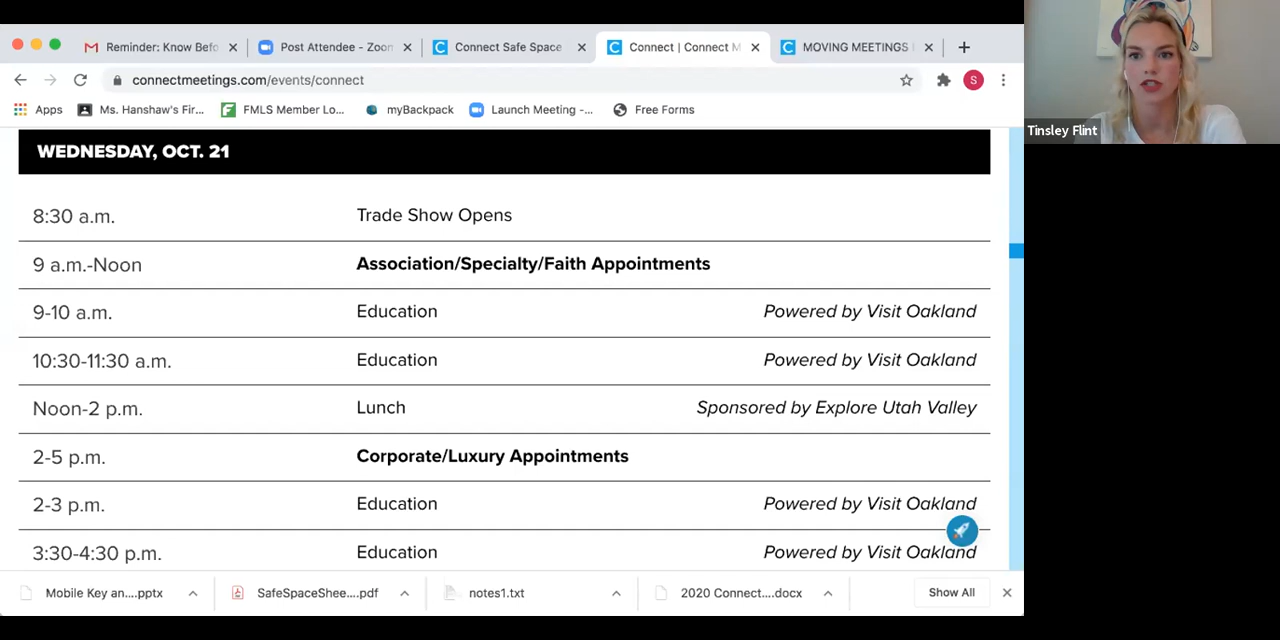 Reminder: Know Befo
Post Attendee - Zoon
Connect Safe Space
Connect | Connect M
MOVING MEETINGS
connectmeetings.com/events/connect
S
Apps
Ms. Hanshaw's Fir...
FMLS Member Lo...
myBackpack
Launch Meeting -...
Free Forms
Tinsley Flint
WEDNESDAY, OCT. 21
8:30 a.m. Trade Show Opens
9 a.m.-Noon Association/Specialty/Faith Appointments
9-10 a.m. Education Powered by Visit Oakland
10:30-11:30 a.m. Education Powered by Visit Oakland
Noon-2 p.m. Lunch Sponsored by Explore Utah Valley
2-5 p.m. Corporate/Luxury Appointments
2-3 p.m. Education Powered by Visit Oakland
3:30-4:30 p.m. Education Powered by Visit Oakland
Mobile Key an....pptx
SafeSpaceShee....pdf
notes1.txt
2020 Connect....docx
Show All